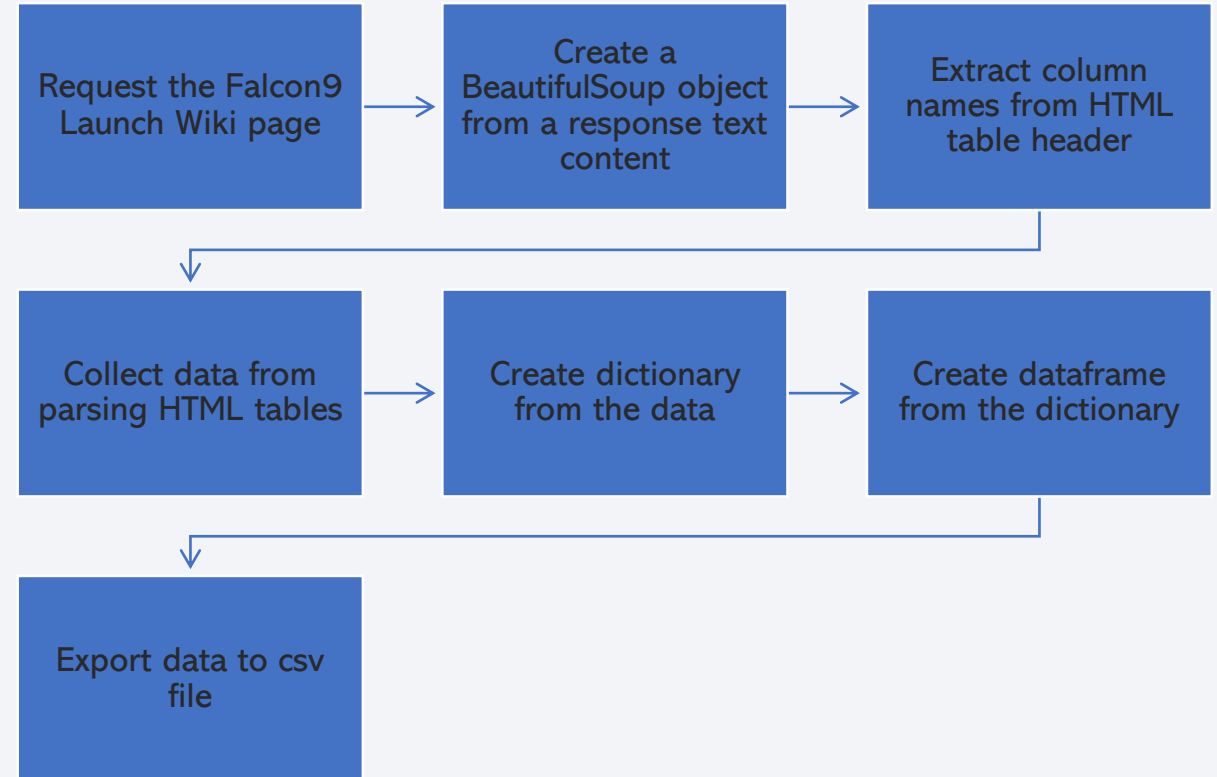 Request the Falcon9
Launch Wiki page
Create a
BeautifulSoup object
from a response text
content
Extract column
names from HTML
table header
Collect data from
parsing HTML tables
Create dictionary
from the data
Create dataframe
from the dictionary
Export data to csv
file